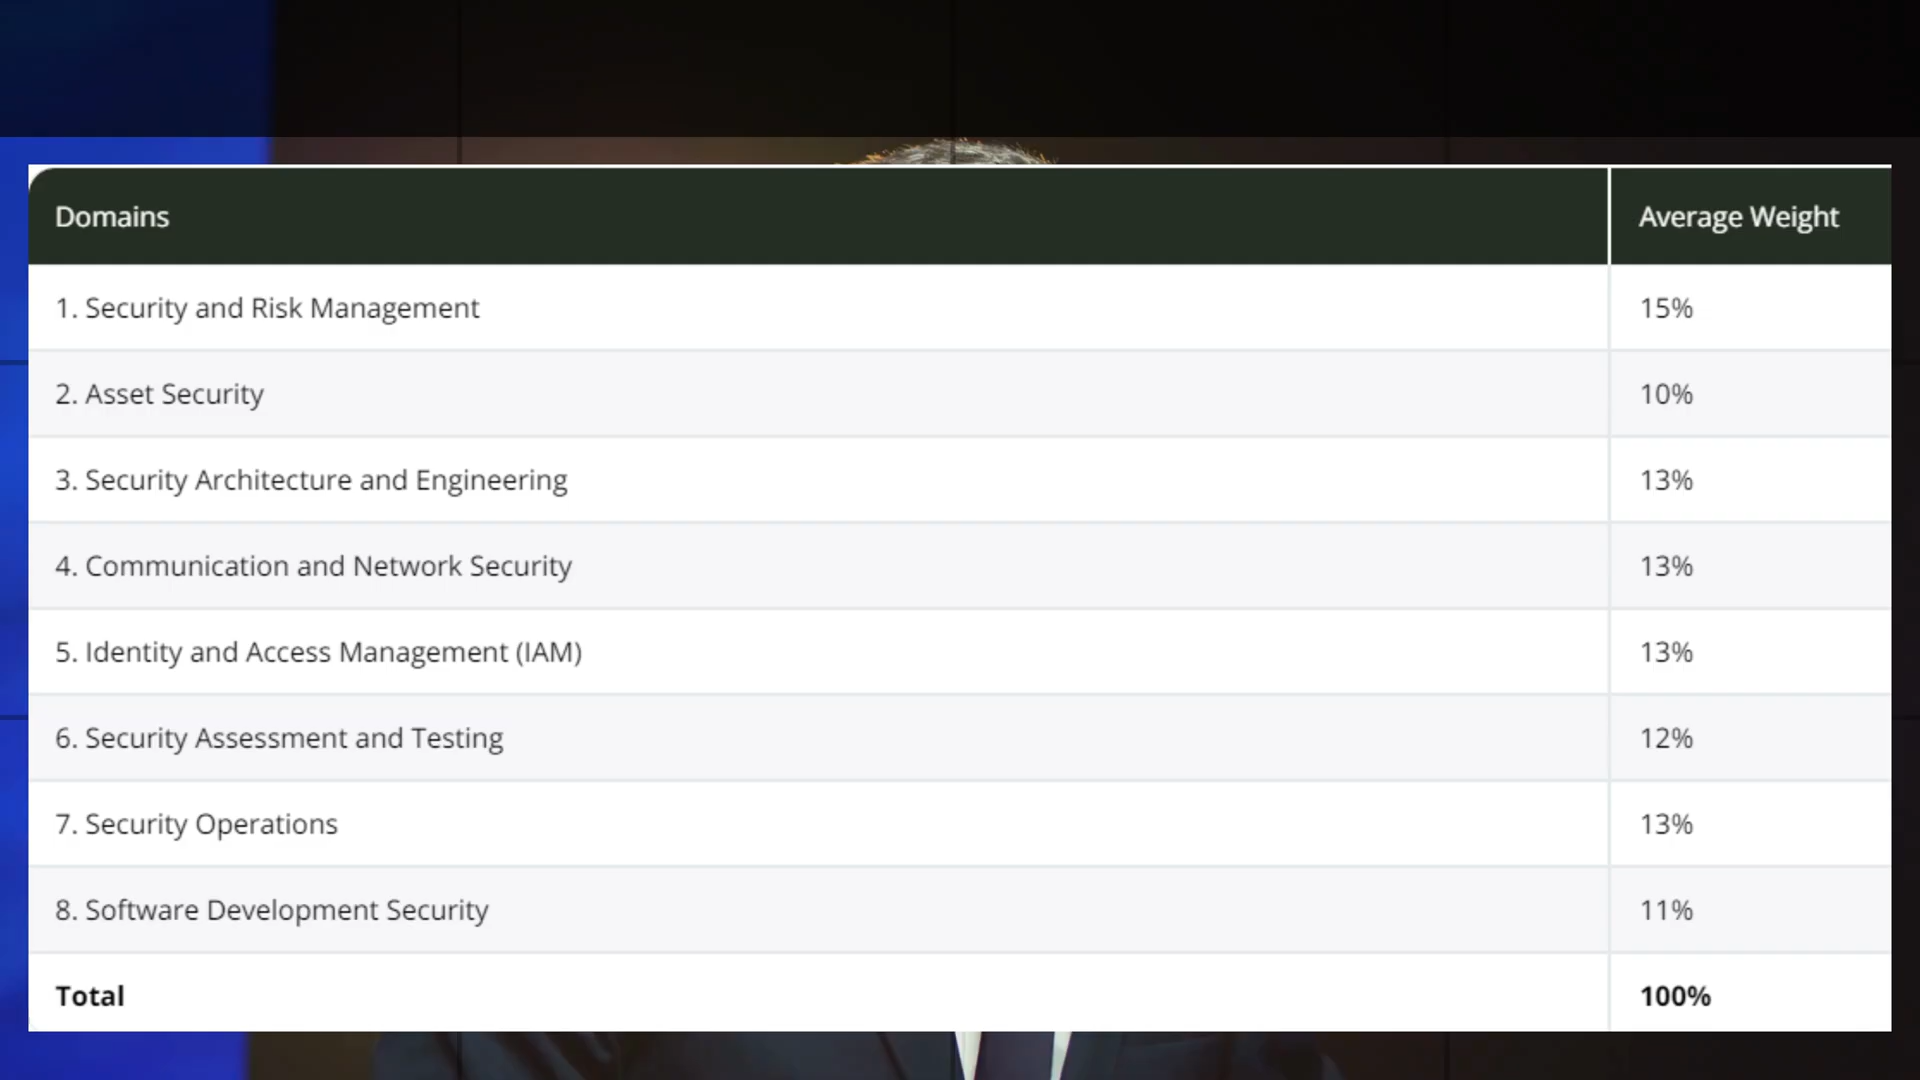 Domains Average Weight
1. Security and Risk Management 15%
2. Asset Security 10%
3. Security Architecture and Engineering 13%
4. Communication and Network Security 13%
5. Identity and Access Management (IAM) 13%
6. Security Assessment and Testing 12%
7. Security Operations 13%
8. Software Development Security 11%
Total 100%